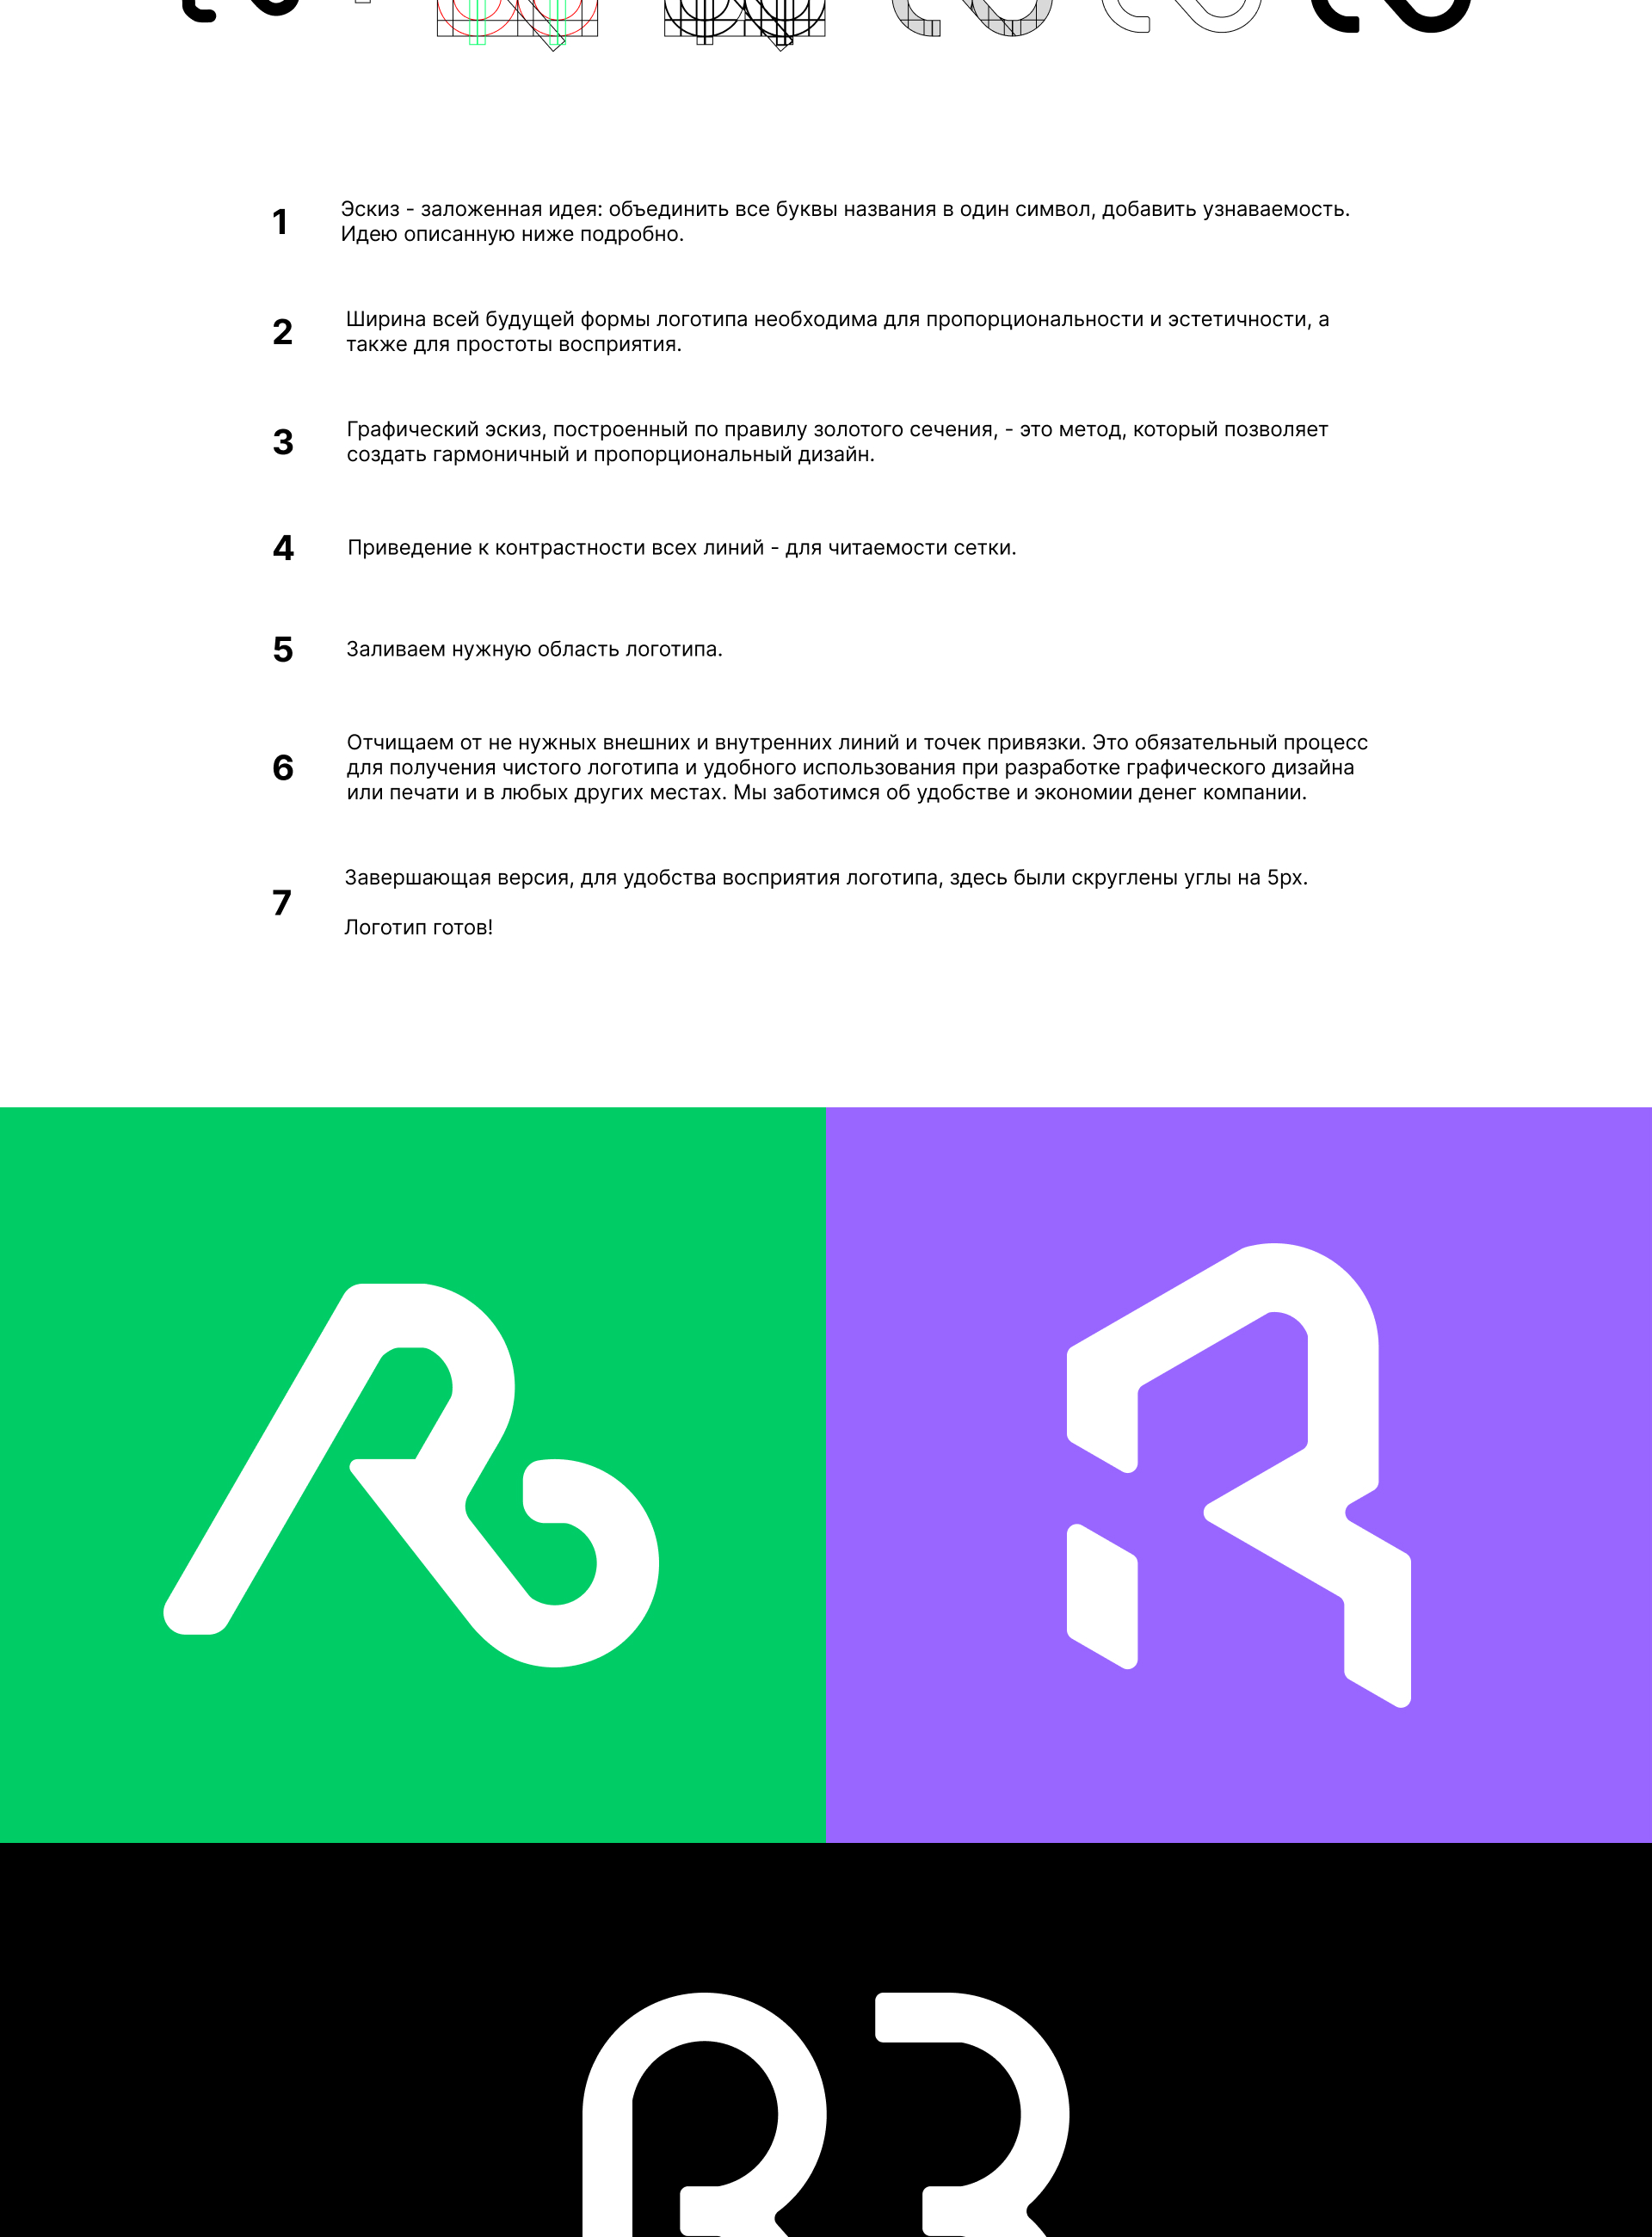 1
Эскиз - заложенная идея: объединить все буквы названия в один символ, добавить узнаваемость.
Идею описанную ниже подробно.
2
Ширина всей будущей формы логотипа необходима для пропорциональности и эстетичности, а
также для простоты восприятия.
3
Графический эскиз, построенный по правилу золотого сечения, - это метод, который позволяет
создать гармоничный и пропорциональный дизайн.
4
Приведение к контрастности всех линий - для читаемости сетки.
5
Заливаем нужную область логотипа.
6
Отчищаем от не нужных внешних и внутренних линий и точек привязки. Это обязательный процесс
для получения чистого логотипа и удобного использования при разработке графического дизайна
или печати и в любых других местах. Мы заботимся об удобстве и экономии денег компании.
7
Завершающая версия, для удобства восприятия логотипа, здесь были скруглены углы на 5px.
Логотип готов!